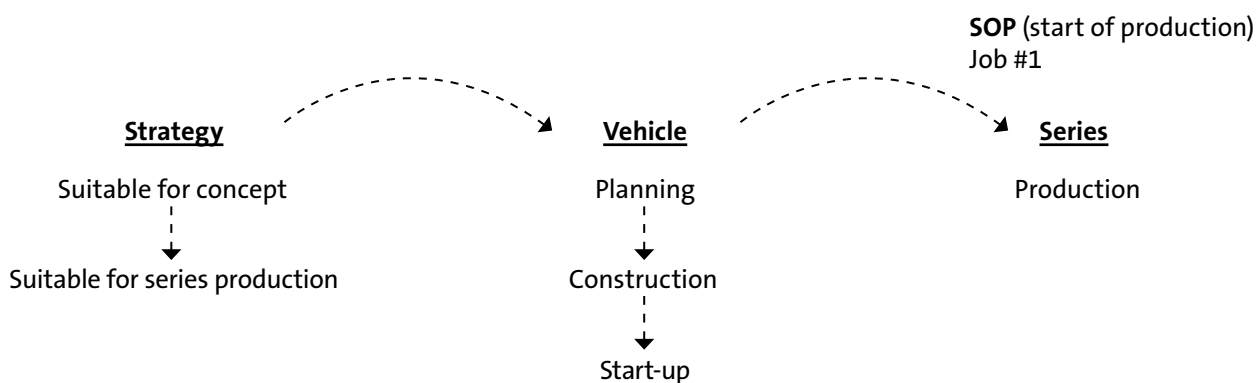 SOP (start of production)
Job #1
Strategy
Vehicle
Series
Suitable for concept
Planning
Production
Suitable for series production
Construction
Start-up